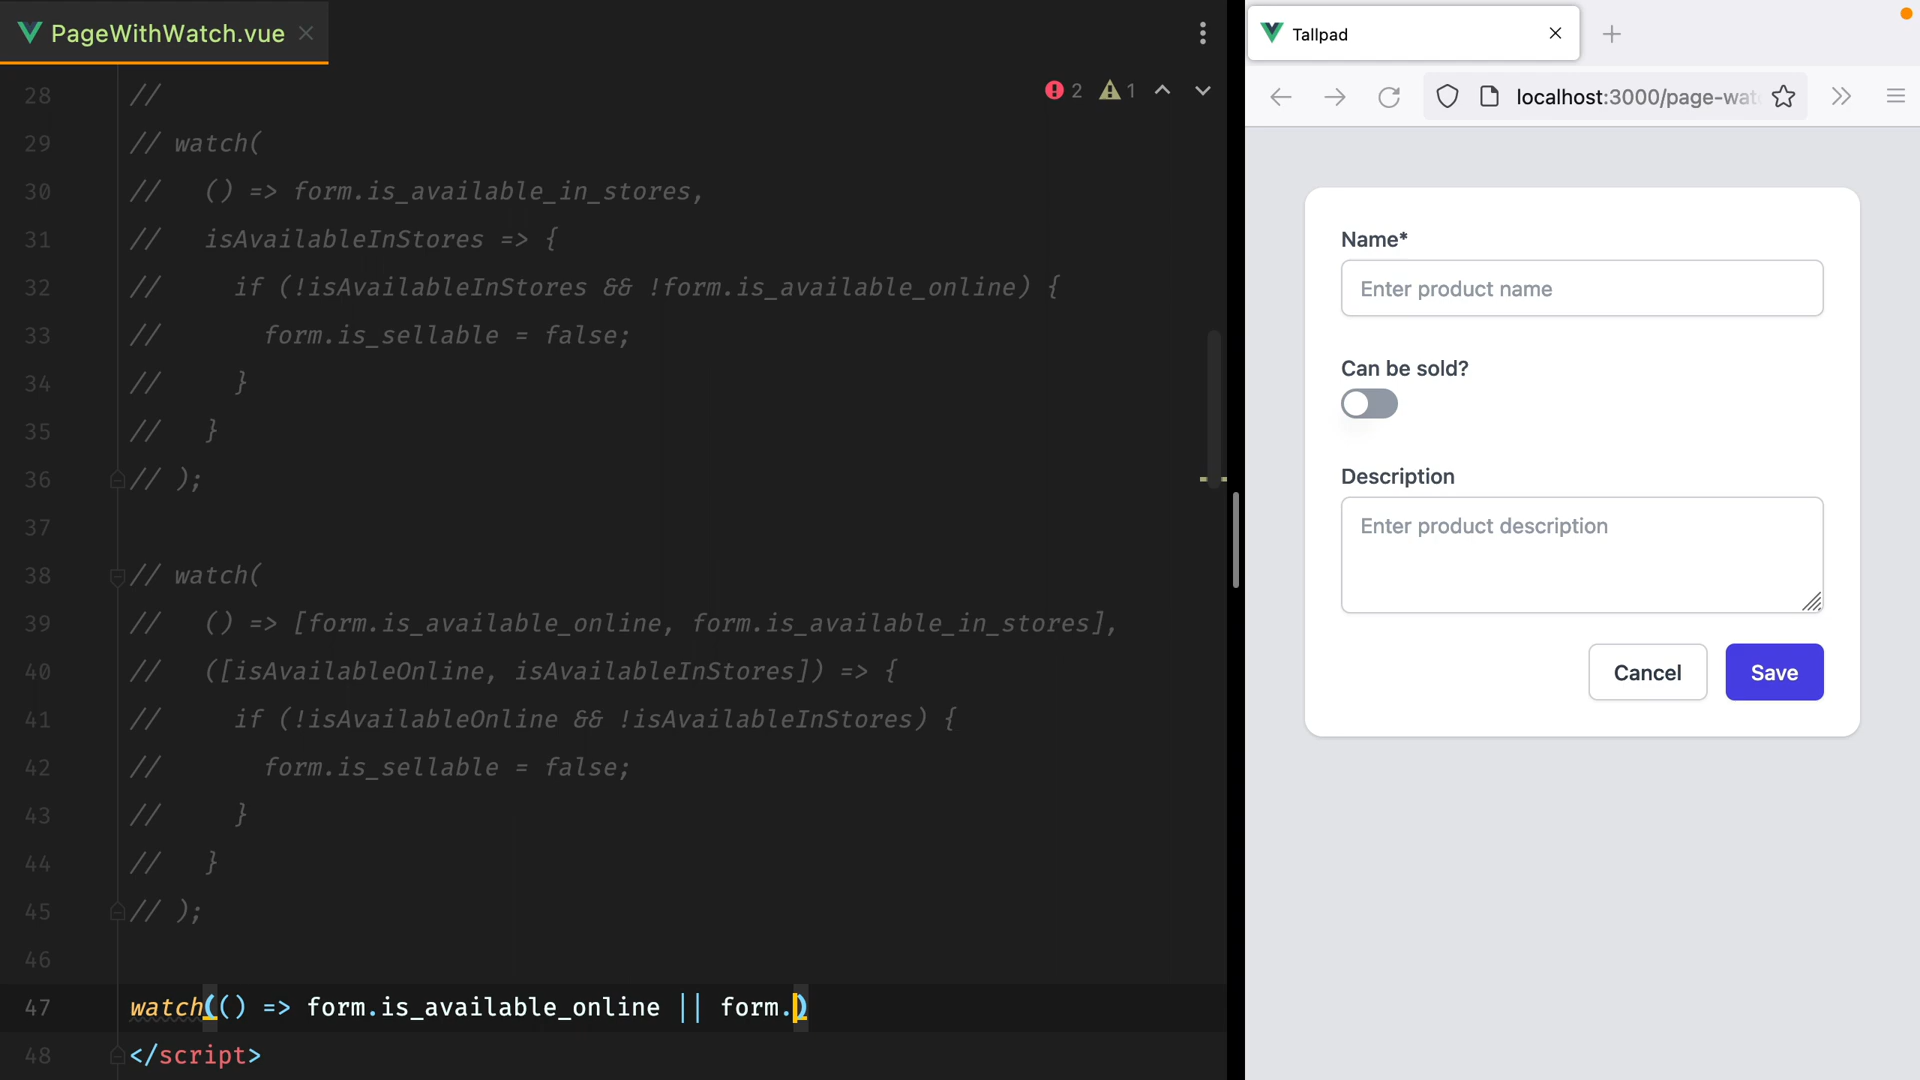 PageWithWatch.vue
2 1
28 //
29 // watch(
30 //   () => form.is_available_in_stores,
31 //   isAvailableInStores => {
32 //     if (!isAvailableInStores && !form.is_available_online) {
33 //       form.is_sellable = false;
34 //     }
35 //   }
36 // );
37
38 // watch(
39 //   () => [form.is_available_online, form.is_available_in_stores],
40 //   ([isAvailableOnline, isAvailableInStores]) => {
41 //     if (!isAvailableOnline && !isAvailableInStores) {
42 //       form.is_sellable = false;
43 //     }
44 //   }
45 // );
46
47 watch(() => form.is_available_online || form.)
48 </script>
Tallpad
localhost:3000/page-wat
Name*
Enter product name
Can be sold?
Description
Enter product description
Cancel
Save